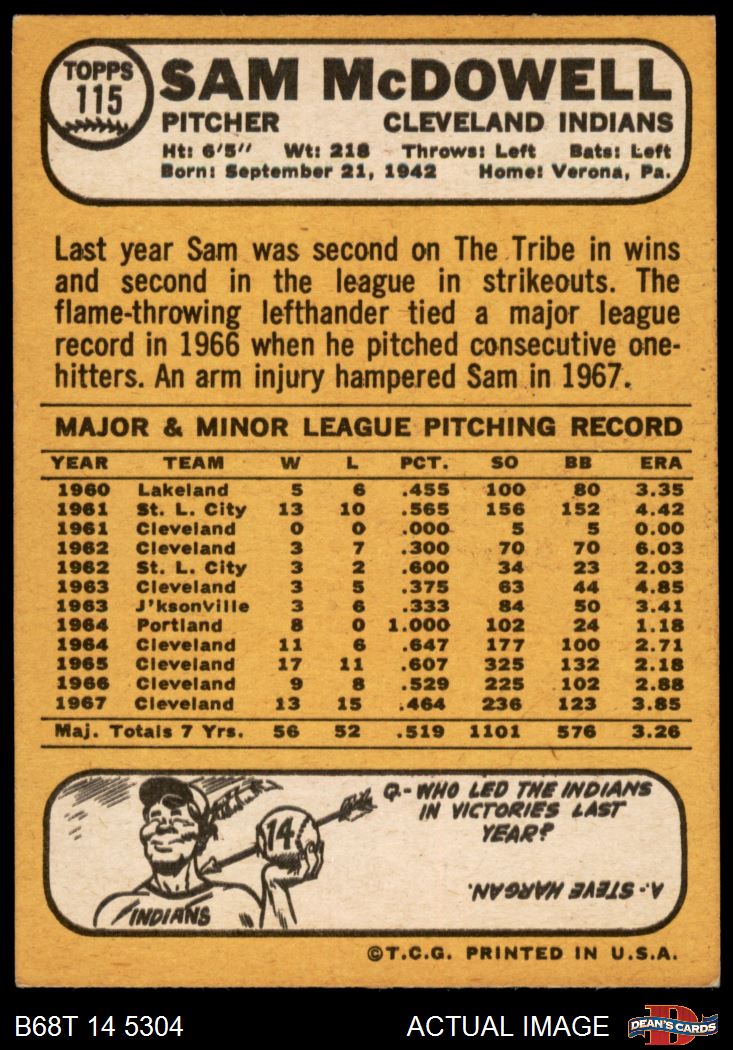 TOPPS
115
SAM McDOWELL
PITCHER CLEVELAND INDIANS
Ht: 6'5" Wt: 218 Throws: Left Bats: Left
Born: September 21, 1942 Home: Verona, Pa.
Last year Sam was second on The Tribe in wins
and second in the league in strikeouts. The
flame-throwing lefthander tied a major league
record in 1966 when he pitched consecutive one-
hitters. An arm injury hampered Sam in 1967.
MAJOR & MINOR LEAGUE PITCHING RECORD
YEAR TEAM W L PCT. SO BB ERA
1960 Lakeland 5 6 .455 100 80 3.35
1961 St. L. City 13 10 .565 156 152 4.42
1961 Cleveland 0 0 .000 5 5 0.00
1962 Cleveland 3 7 .300 70 70 6.03
1962 St. L. City 3 2 .600 34 23 2.03
1963 Cleveland 3 5 .375 63 44 4.85
1963 J'ksonville 3 6 .333 84 50 3.41
1964 Portland 8 0 1.000 102 24 1.18
1964 Cleveland 11 6 .647 177 100 2.71
1965 Cleveland 17 11 .607 325 132 2.18
1966 Cleveland 9 8 .529 225 102 2.88
1967 Cleveland 13 15 .464 236 123 3.85
Maj. Totals 7 Yrs. 56 52 .519 1101 576 3.26
14
INDIANS
Q.- WHO LED THE INDIANS
IN VICTORIES LAST
YEAR?
A.- STEVE HARGAN.
©T.C.G. PRINTED IN U.S.A.
B68T 14 5304 ACTUAL IMAGE DEAN'S CARDS